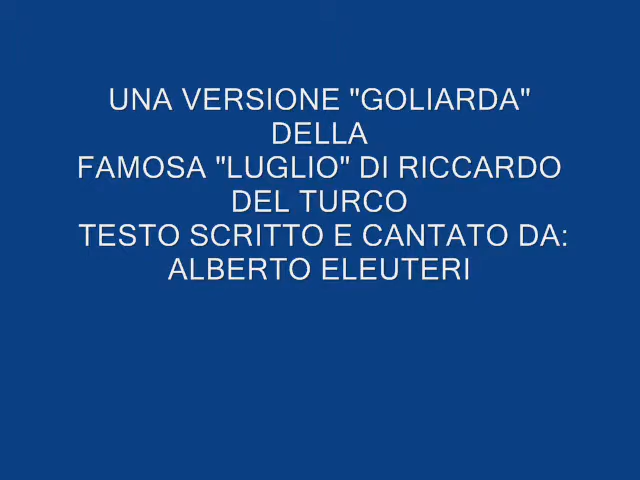 UNA VERSIONE "GOLIARDA"
DELLA
FAMOSA "LUGLIO" DI RICCARDO
DEL TURCO
TESTO SCRITTO E CANTATO DA:
ALBERTO ELEUTERI